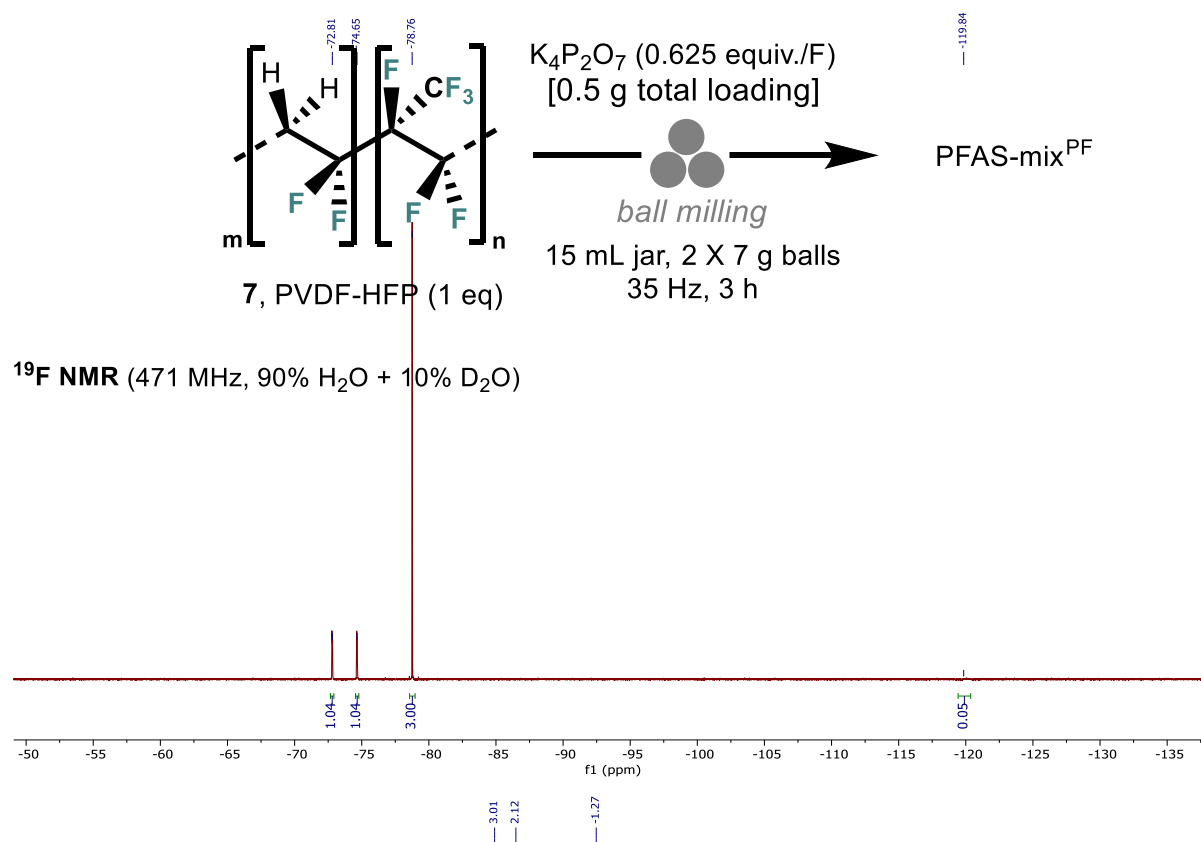 -72.81
-74.65
-78.76
-119.84
H
H
F
CF3
F
F
F
F
m
n
7, PVDF-HFP (1 eq)
K4P2O7 (0.625 equiv./F)
[0.5 g total loading]
ball milling
15 mL jar, 2 X 7 g balls
35 Hz, 3 h
PFAS-mixPF
19F NMR (471 MHz, 90% H2O + 10% D2O)
1.04
1.04
3.00
0.05
-50 -55 -60 -65 -70 -75 -80 -85 -90 -95 -100 -105 -110 -115 -120 -125 -130 -135
f1 (ppm)
3.01
2.12
-1.27